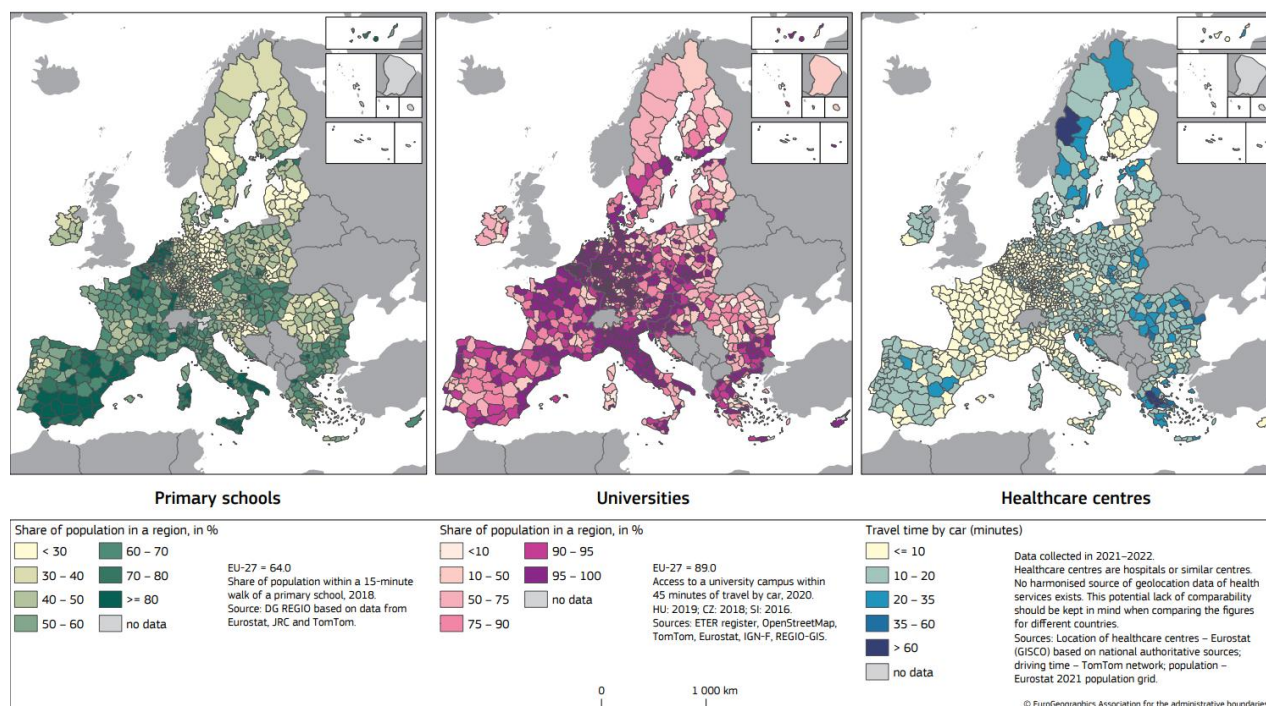 Primary schools
Universities
Healthcare centres
Share of population in a region, in %
< 30
30 – 40
40 – 50
50 – 60
60 – 70
70 – 80
>= 80
no data
EU-27 = 64.0
Share of population within a 15-minute
walk of a primary school, 2018.
Source: DG REGIO based on data from
Eurostat, JRC and TomTom.
Share of population in a region, in %
<10
10 – 50
50 – 75
75 – 90
90 – 95
95 – 100
no data
EU-27 = 89.0
Access to a university campus within
45 minutes of travel by car, 2020.
HU: 2019; CZ: 2018; SI: 2016.
Sources: ETER register, OpenStreetMap,
TomTom, Eurostat, IGN-F, REGIO-GIS.
Travel time by car (minutes)
<= 10
10 – 20
20 – 35
35 – 60
> 60
no data
Data collected in 2021–2022.
Healthcare centres are hospitals or similar centres.
No harmonised source of geolocation data of health
services exists. This potential lack of comparability
should be kept in mind when comparing the figures
for different countries.
Sources: Location of healthcare centres – Eurostat
(GISCO) based on national authoritative sources;
driving time – TomTom network; population –
Eurostat 2021 population grid.
0 1 000 km
© EuroGeographics Association for the administrative boundaries